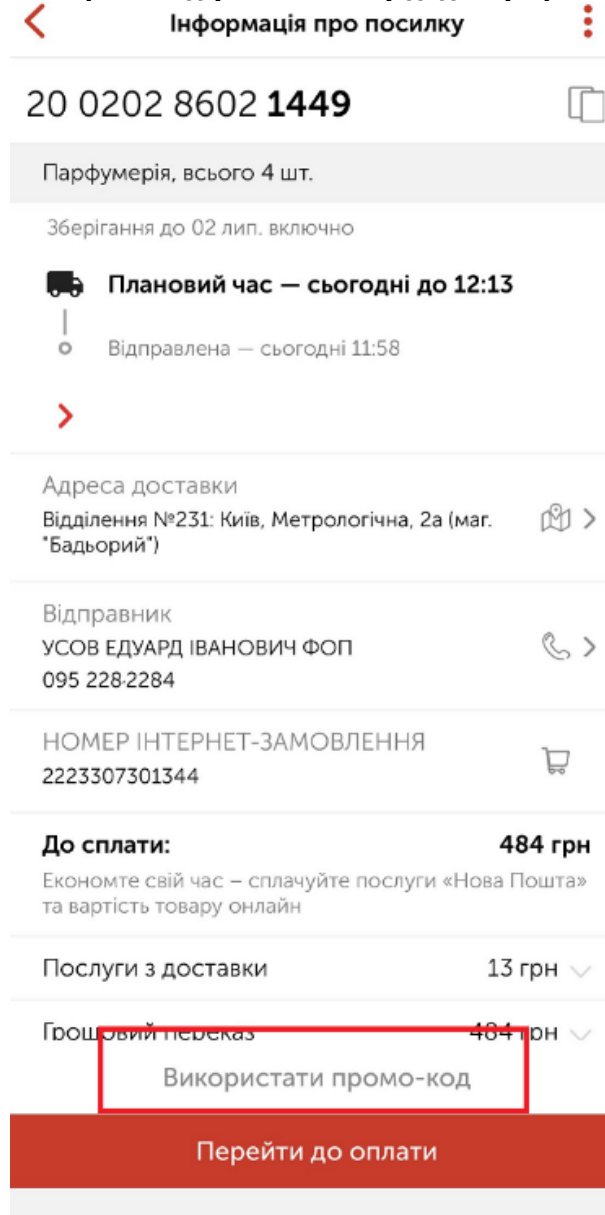 Інформація про посилку
20 0202 8602 1449
Парфумерія, всього 4 шт.
Зберігання до 02 лип. включно
Плановий час — сьогодні до 12:13
Відправлена — сьогодні 11:58
Адреса доставки
Відділення №231: Київ, Метрологічна, 2а (маг.
"Бадьорий")
Відправник
УСОВ ЕДУАРД ІВАНОВИЧ ФОП
095 228-2284
НОМЕР ІНТЕРНЕТ-ЗАМОВЛЕННЯ
2223307301344
До сплати: 484 грн
Економте свій час – сплачуйте послуги «Нова Пошта»
та вартість товару онлайн
Послуги з доставки 13 грн
Грошовий переказ 484 грн
Використати промо-код
Перейти до оплати